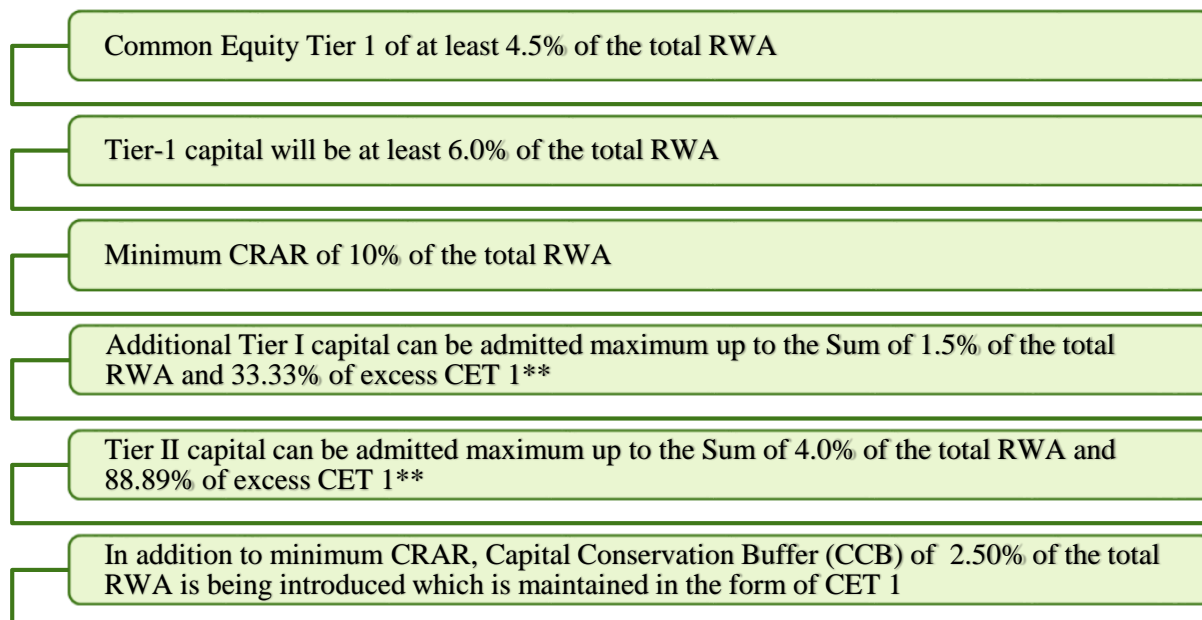 Common Equity Tier 1 of at least 4.5% of the total RWA
Tier-1 capital will be at least 6.0% of the total RWA
Minimum CRAR of 10% of the total RWA
Additional Tier I capital can be admitted maximum up to the Sum of 1.5% of the total
RWA and 33.33% of excess CET 1**
Tier II capital can be admitted maximum up to the Sum of 4.0% of the total RWA and
88.89% of excess CET 1**
In addition to minimum CRAR, Capital Conservation Buffer (CCB) of 2.50% of the total
RWA is being introduced which is maintained in the form of CET 1